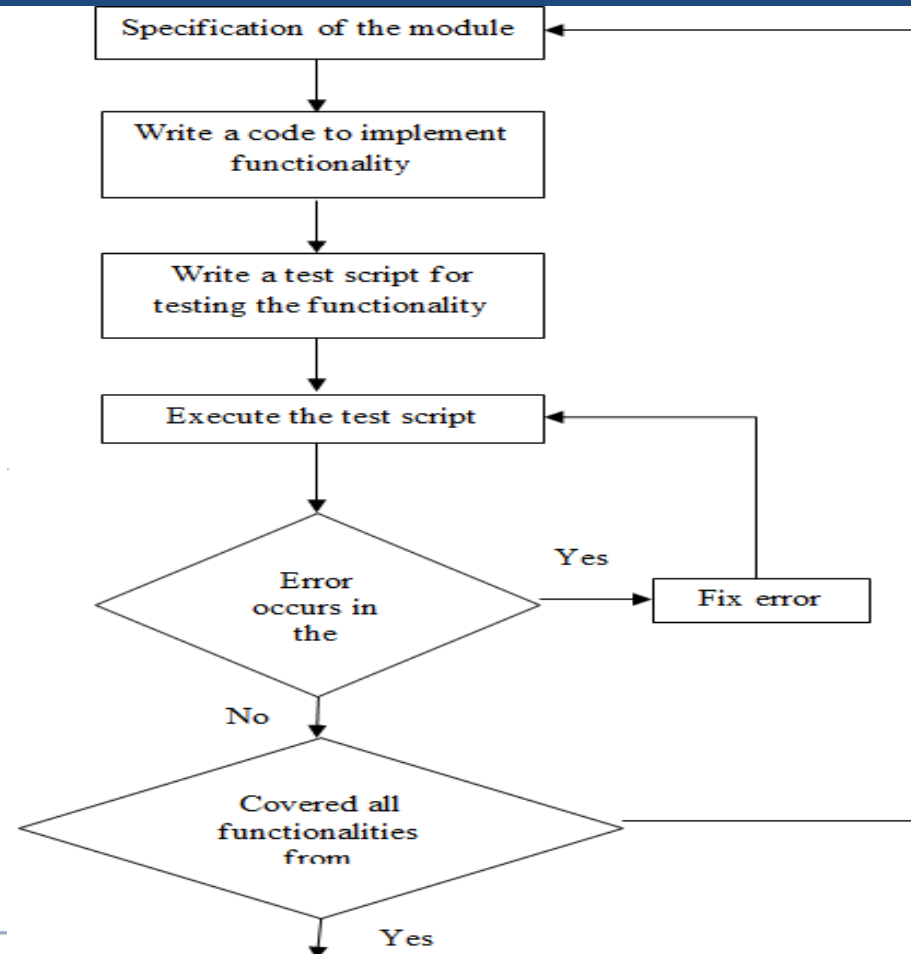 Specification of the module
Write a code to implement
functionality
Write a test script for
testing the functionality
Execute the test script
Error
occurs in
the
Yes
Fix error
No
Covered all
functionalities
from
Yes